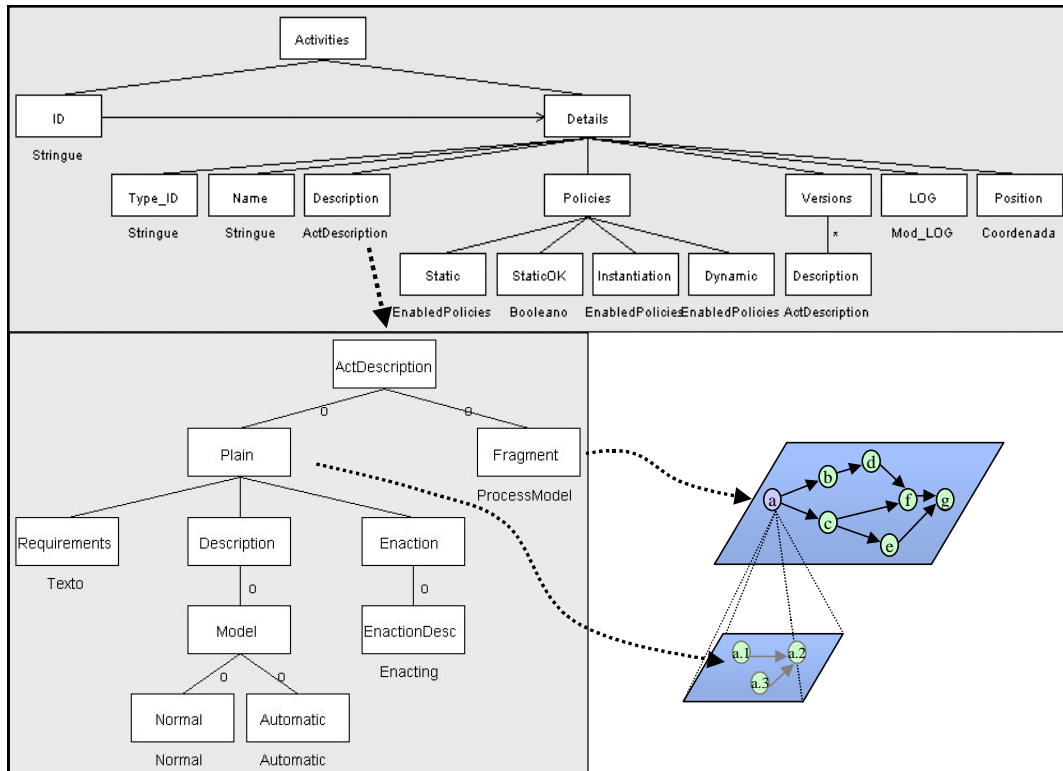 Activities
ID
Details
Stringue
Type_ID
Name
Description
Policies
Versions
LOG
Position
Stringue
Stringue
ActDescription
*
Mod_LOG
Coordenada
Static
StaticOK
Instantiation
Dynamic
Description
EnabledPolicies
Booleano
EnabledPolicies
EnabledPolicies
ActDescription
ActDescription
o
o
Plain
Fragment
ProcessModel
Requirements
Description
Enaction
Texto
o
o
Model
EnactionDesc
Enacting
o
o
Normal
Automatic
Normal
Automatic
a
b
d
c
f
g
e
a.1
a.2
a.3